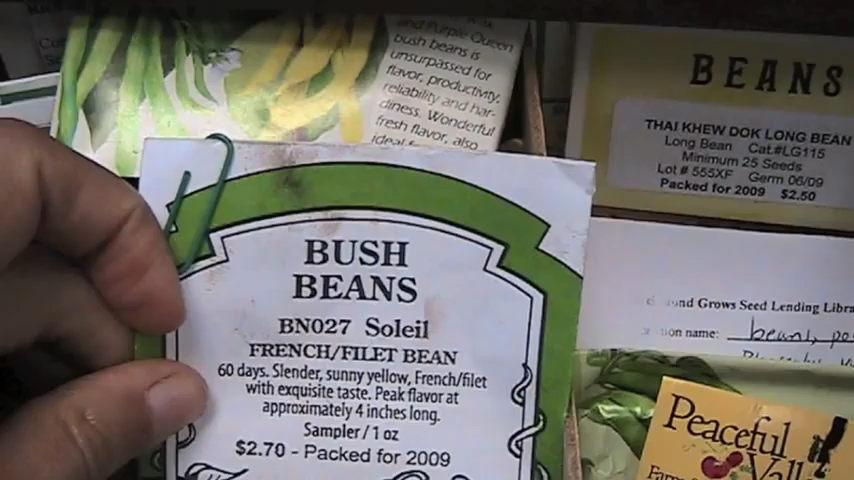 and Purple Queen
bush beans is
unsurpassed for
flavor, productivity,
reliability and har-
diness. Wonderful
fresh flavor, also
ideal
BEANS
THAI KHEW DOK LONG BEAN
Long Bean Cat.#LG115
Minimum 25 Seeds
Lot # 555XF Germ 06/09
Packed for 2009 $2.50
BUSH
BEANS
BN027 Soleil
FRENCH/FILET BEAN
60 days. Slender, sunny yellow, French/filet
with exquisite taste. Peak flavor at
approximately 4 inches long.
Sampler / 1 oz
$2.70 - Packed for 2009
ond Grows Seed Lending Libra
name: beans, po
Peaceful
Vall